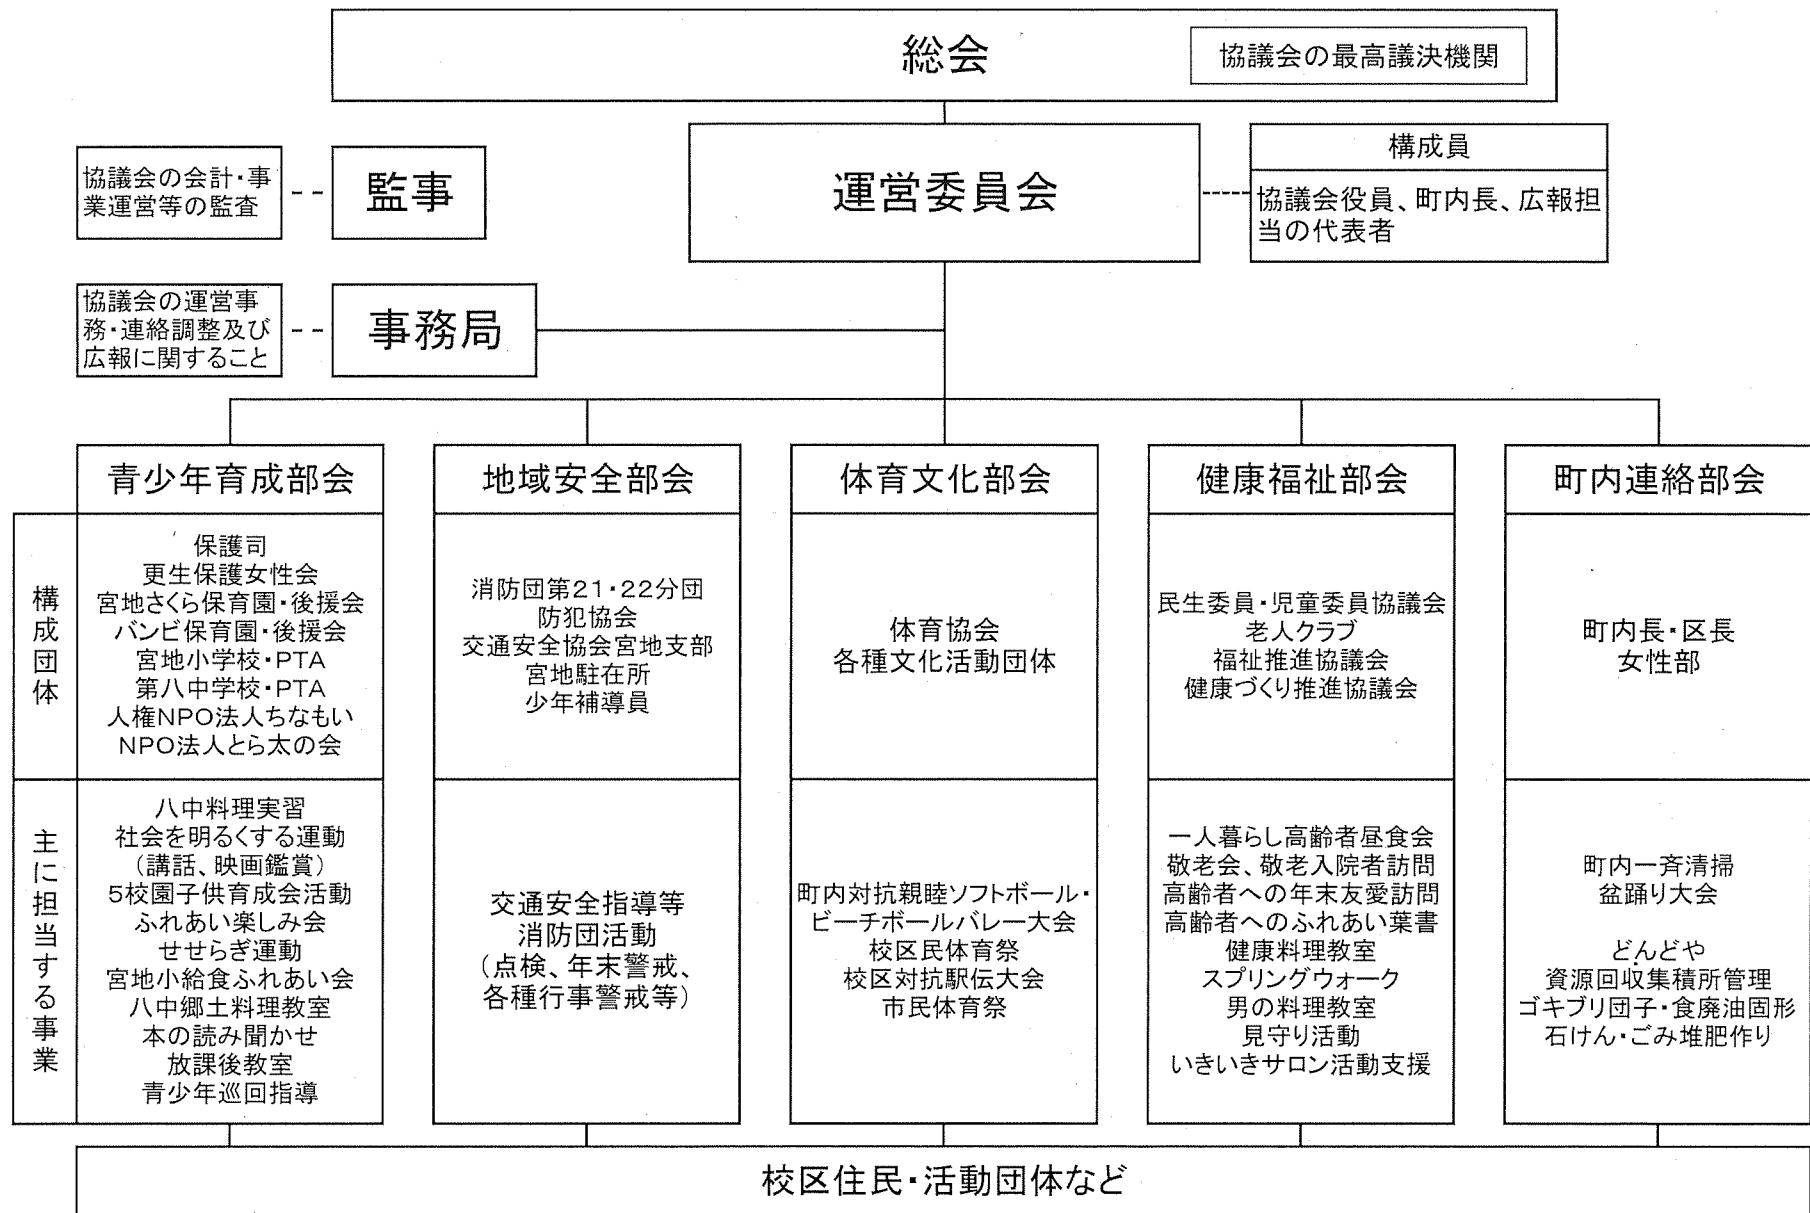 総会
協議会の最高議決機関
運営委員会
構成員
協議会役員、町内長、広報担
当の代表者
協議会の会計・事
業運営等の監査
監事
協議会の運営事
務・連絡調整及び
広報に関すること
事務局
青少年育成部会
地域安全部会
体育文化部会
健康福祉部会
町内連絡部会
構成団体
保護司
更生保護女性会
宮地さくら保育園・後援会
バンビ保育園・後援会
宮地小学校・PTA
第八中学校・PTA
人権NPO法人ちなもい
NPO法人とら太の会
消防団第21・22分団
防犯協会
交通安全協会宮地支部
宮地駐在所
少年補導員
体育協会
各種文化活動団体
民生委員・児童委員協議会
老人クラブ
福祉推進協議会
健康づくり推進協議会
町内長・区長
女性部
主に担当する事業
八中料理実習
社会を明るくする運動
(講話、映画鑑賞)
5校園子供育成会活動
ふれあい楽しみ会
せせらぎ運動
宮地小給食ふれあい会
八中郷土料理教室
本の読み聞かせ
放課後教室
青少年巡回指導
交通安全指導等
消防団活動
(点検、年末警戒、
各種行事警戒等)
町内対抗親睦ソフトボール・
ビーチボールバレー大会
校区民体育祭
校区対抗駅伝大会
市民体育祭
一人暮らし高齢者昼食会
敬老会、敬老入院者訪問
高齢者への年末友愛訪問
高齢者へのふれあい葉書
健康料理教室
スプリングウォーク
男の料理教室
見守り活動
いきいきサロン活動支援
町内一斉清掃
盆踊り大会
どんどや
資源回収集積所管理
ゴキブリ団子・食廃油固形
石けん・ごみ堆肥作り
校区住民・活動団体など